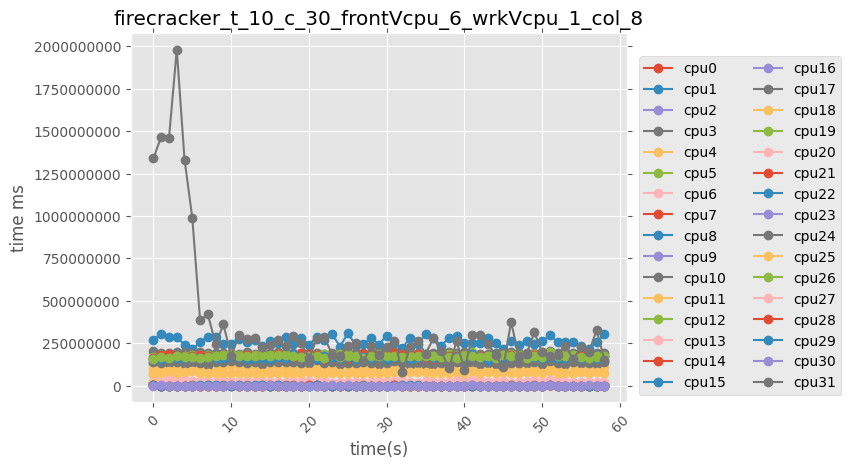 firecracker_t_10_c_30_frontVcpu_6_wrkVcpu_1_col_8
time ms
2000000000
1750000000
1500000000
1250000000
1000000000
750000000
500000000
250000000
0
0
10
20
30
40
50
60
time(s)
cpu0
cpu1
cpu2
cpu3
cpu4
cpu5
cpu6
cpu7
cpu8
cpu9
cpu10
cpu11
cpu12
cpu13
cpu14
cpu15
cpu16
cpu17
cpu18
cpu19
cpu20
cpu21
cpu22
cpu23
cpu24
cpu25
cpu26
cpu27
cpu28
cpu29
cpu30
cpu31